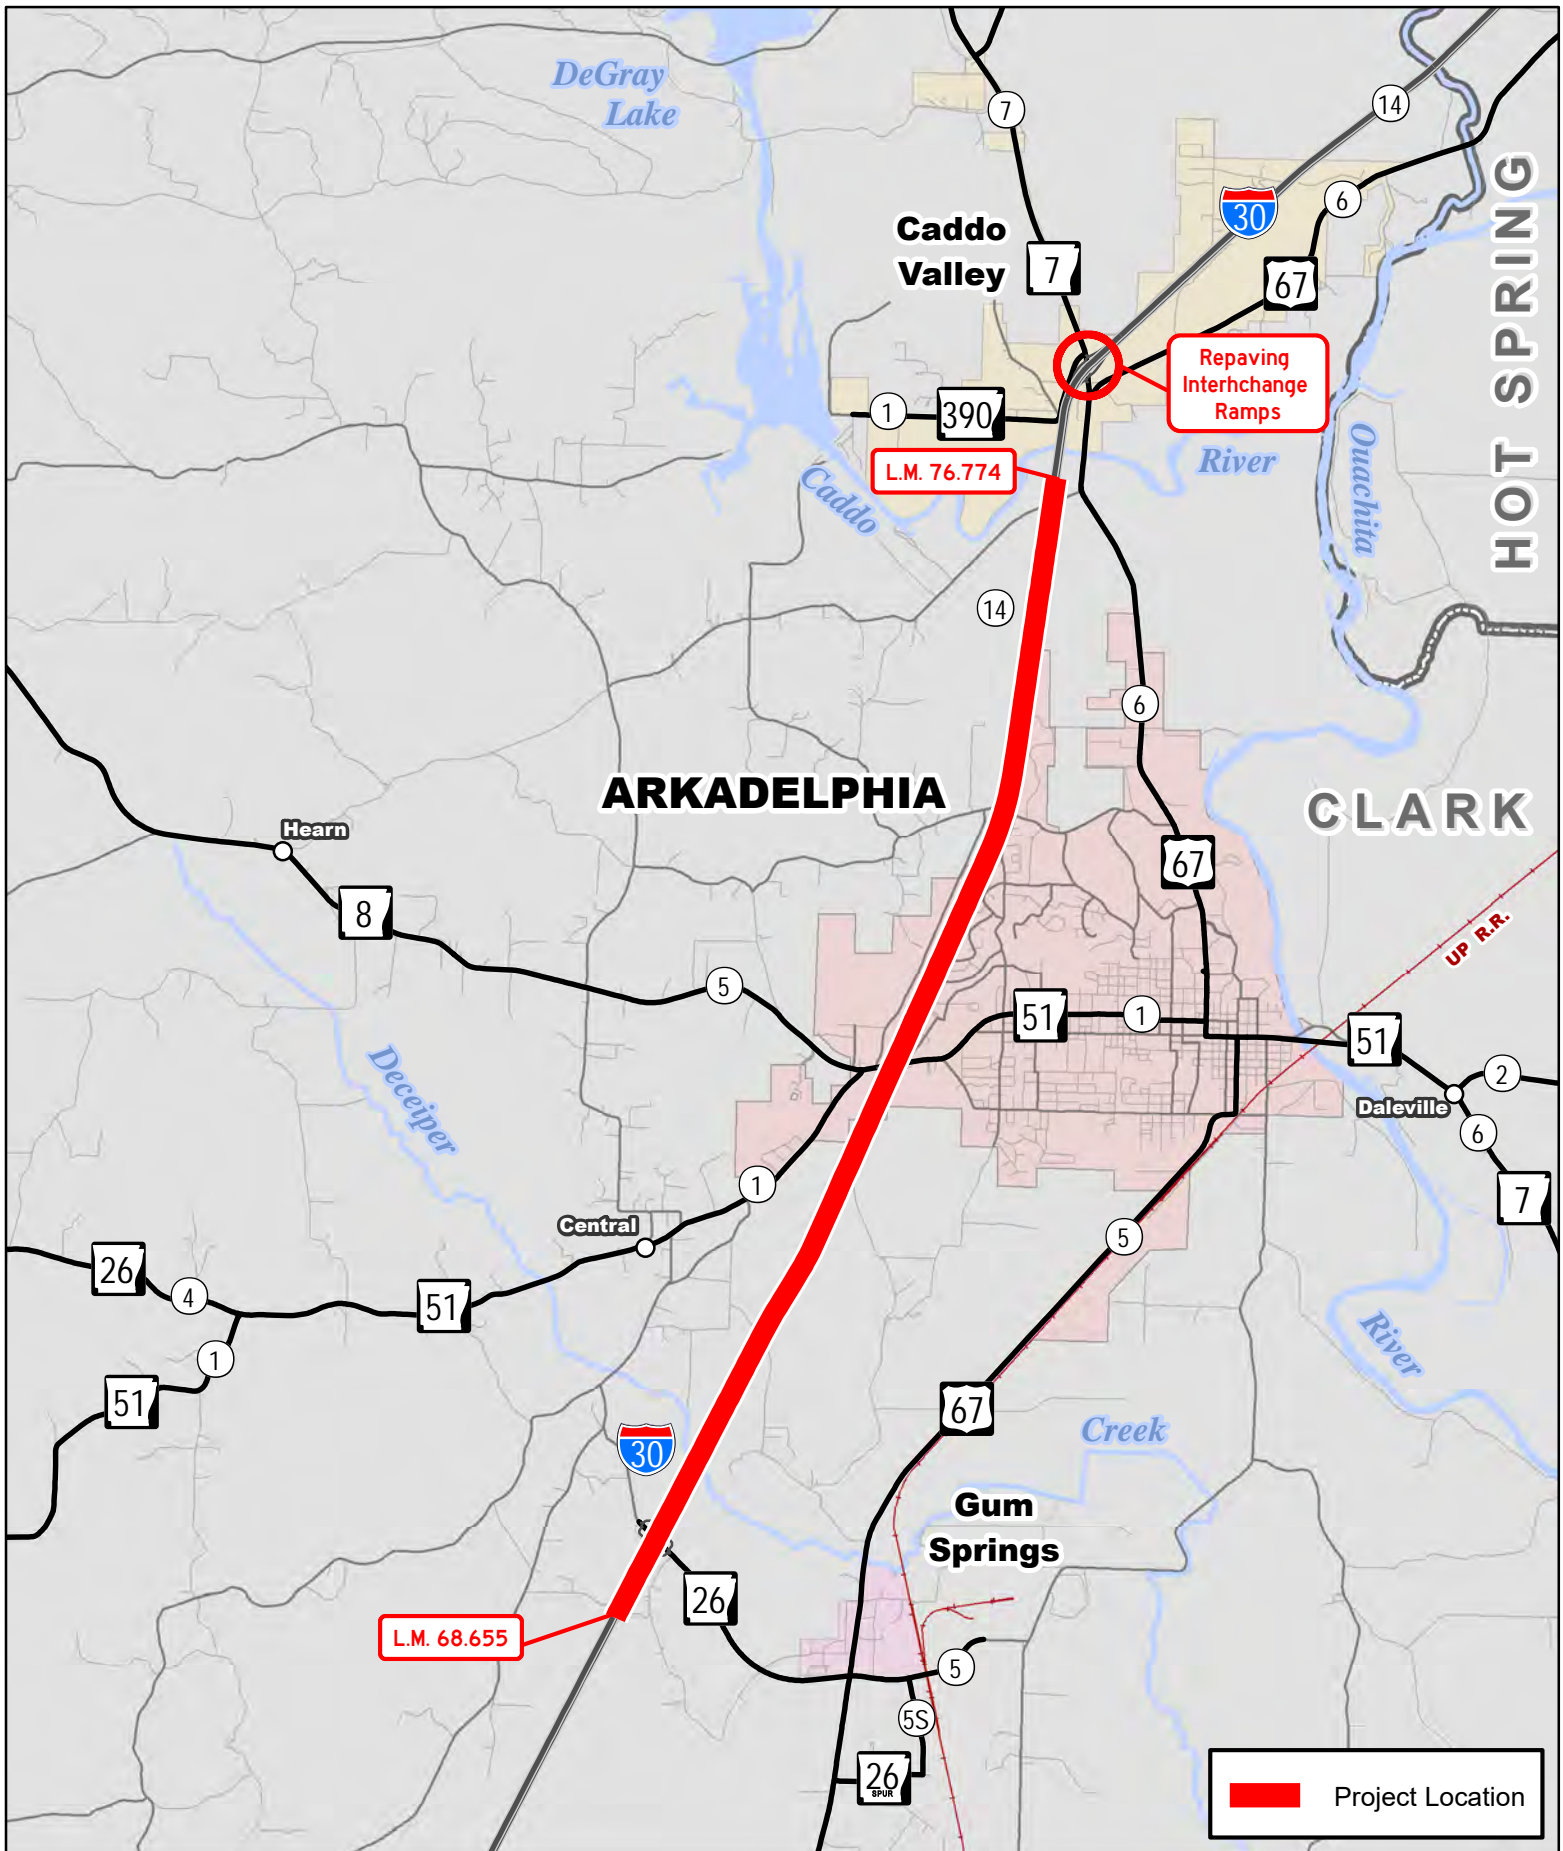 DeGray
Lake
7
14
30
6
Caddo
Valley
7
67
HOT SPRING
Repaving
Interhchange
Ramps
1
390
L.M. 76.774
River
Caddo
Ouachita
14
6
ARKADELPHIA
CLARK
Hearn
67
8
UP R.R.
5
51
1
51
Deceiper
2
Daleville
6
1
7
Central
5
26
4
51
1
River
51
67
30
Creek
Gum
Springs
26
L.M. 68.655
5
5S
26
SPUR
Project Location